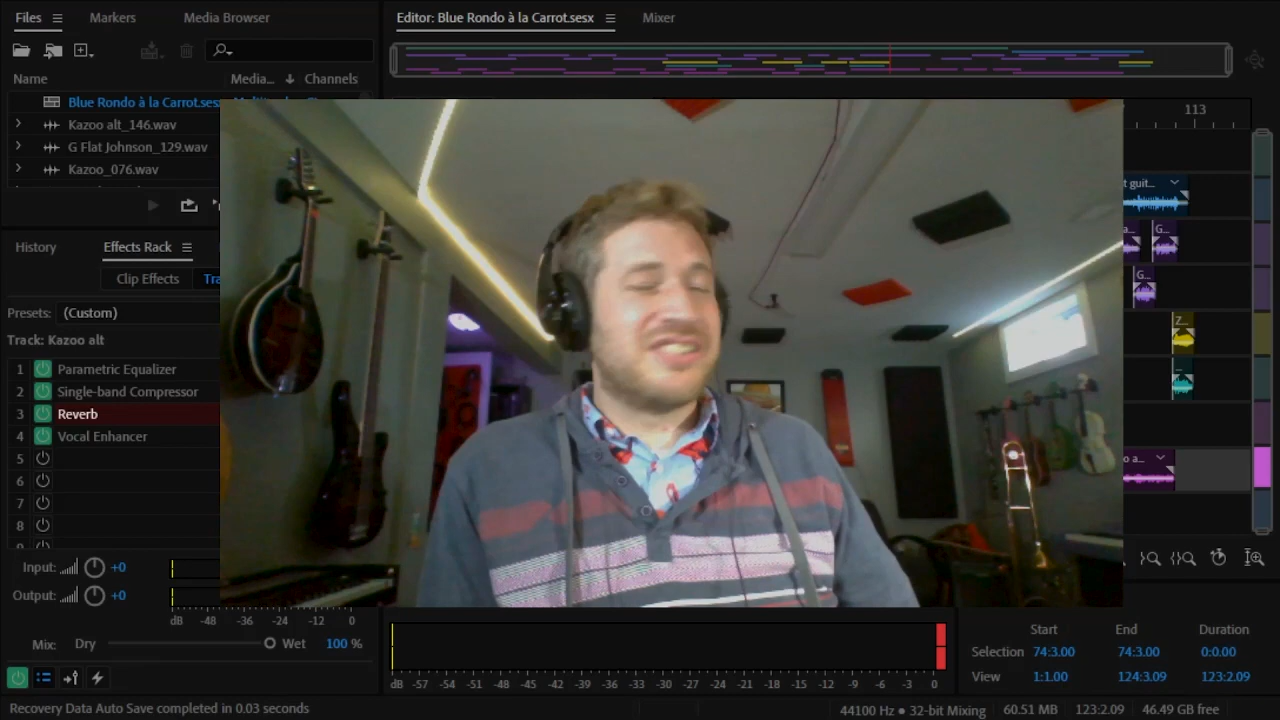 Files
Markers
Media Browser
Editor: Blue Rondo à la Carrot.sesx
Mixer
Name
Media...
Channels
Blue Rondo à la Carrot.ses
Kazoo alt_146.wav
G Flat Johnson_129.wav
Kazoo_076.wav
113
t guit...
G...
G...
Z...
o a...
History
Effects Rack
Clip Effects
Presets: (Custom)
Track: Kazoo alt
1 Parametric Equalizer
2 Single-band Compressor
3 Reverb
4 Vocal Enhancer
5
6
7
8
Input: +0
Output: +0
dB -48 -36 -24 -12 0
Mix: Dry Wet 100 %
dB -57 -54 -51 -48 -45 -42 -39 -36 -33 -30 -27 -24 -21 -18 -15 -12 -9 -6 -3 0
Start End Duration
Selection 74:3.00 74:3.00 0:0.00
View 1:1.00 124:3.09 123:2.09
Recovery Data Auto Save completed in 0.03 seconds
44100 Hz ● 32-bit Mixing 60.51 MB 123:2.09 46.49 GB free